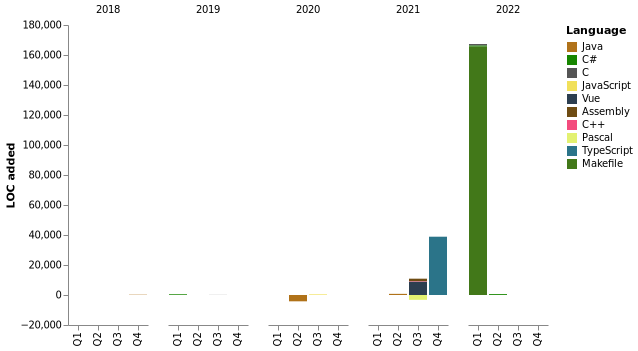 2018 2019 2020 2021 2022
180,000
160,000
140,000
120,000
100,000
80,000
60,000
40,000
20,000
0
−20,000
LOC added
Q1 Q2 Q3 Q4 Q1 Q2 Q3 Q4 Q1 Q2 Q3 Q4 Q1 Q2 Q3 Q4 Q1 Q2 Q3 Q4
Language
Java
C#
C
JavaScript
Vue
Assembly
C++
Pascal
TypeScript
Makefile